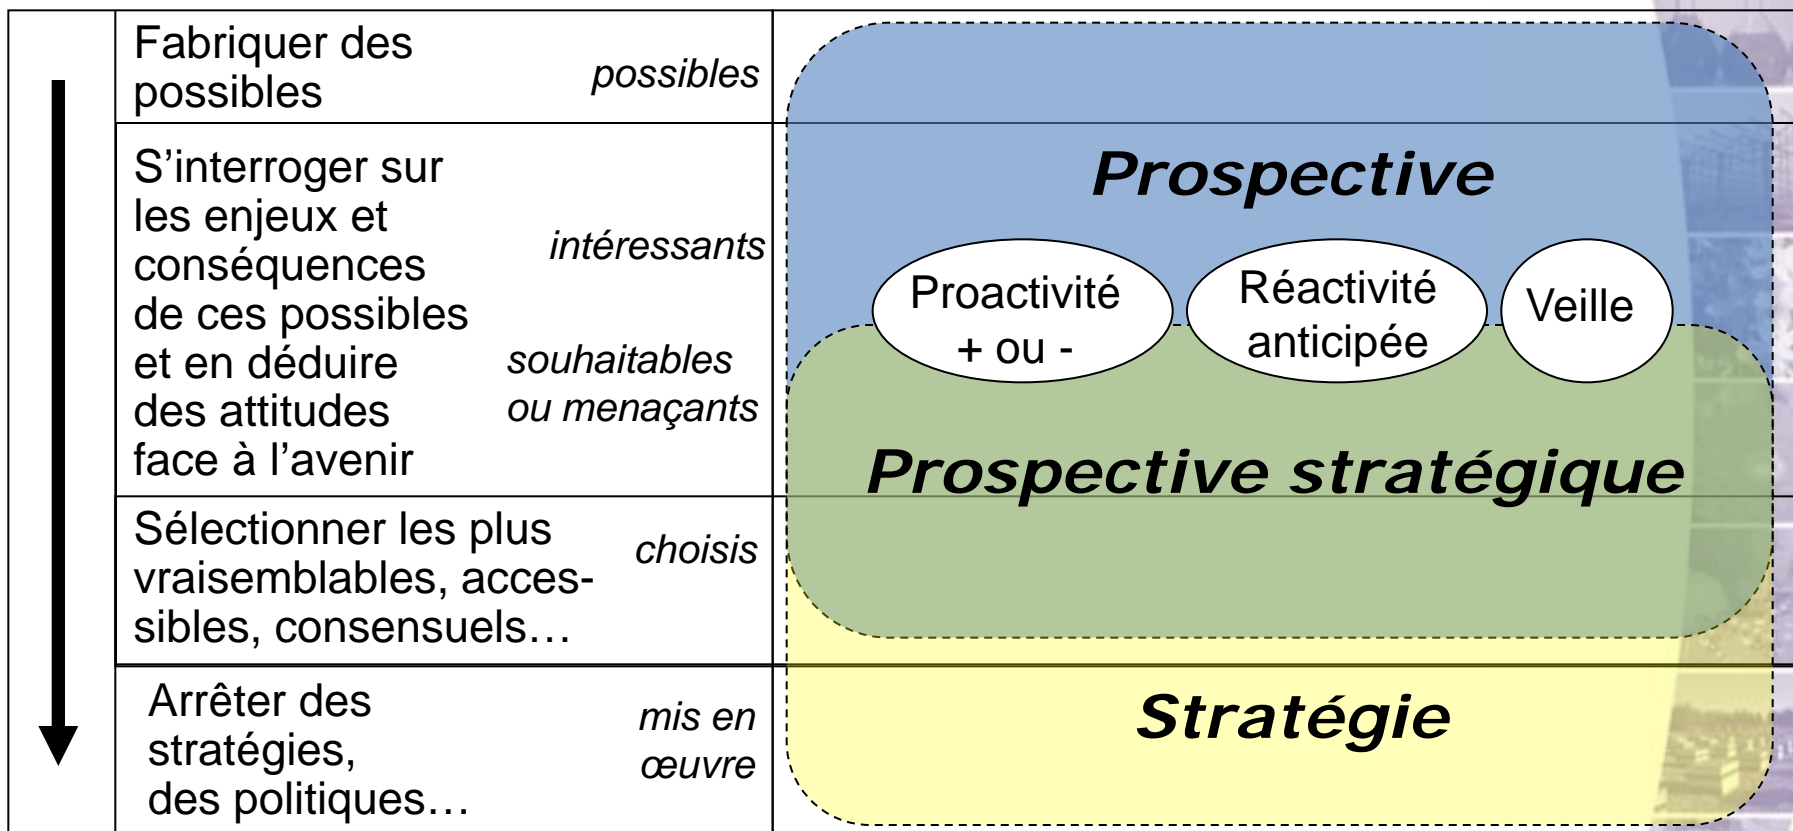 Fabriquer des
possibles
possibles
S’interroger sur
les enjeux et
conséquences
de ces possibles
et en déduire
des attitudes
face à l’avenir
intéressants
souhaitables
ou menaçants
Sélectionner les plus
vraisemblables, acces-
sibles, consensuels…
choisis
Arrêter des
stratégies,
des politiques…
mis en
œuvre
Prospective
Proactivité
+ ou -
Réactivité
anticipée
Veille
Prospective stratégique
Stratégie